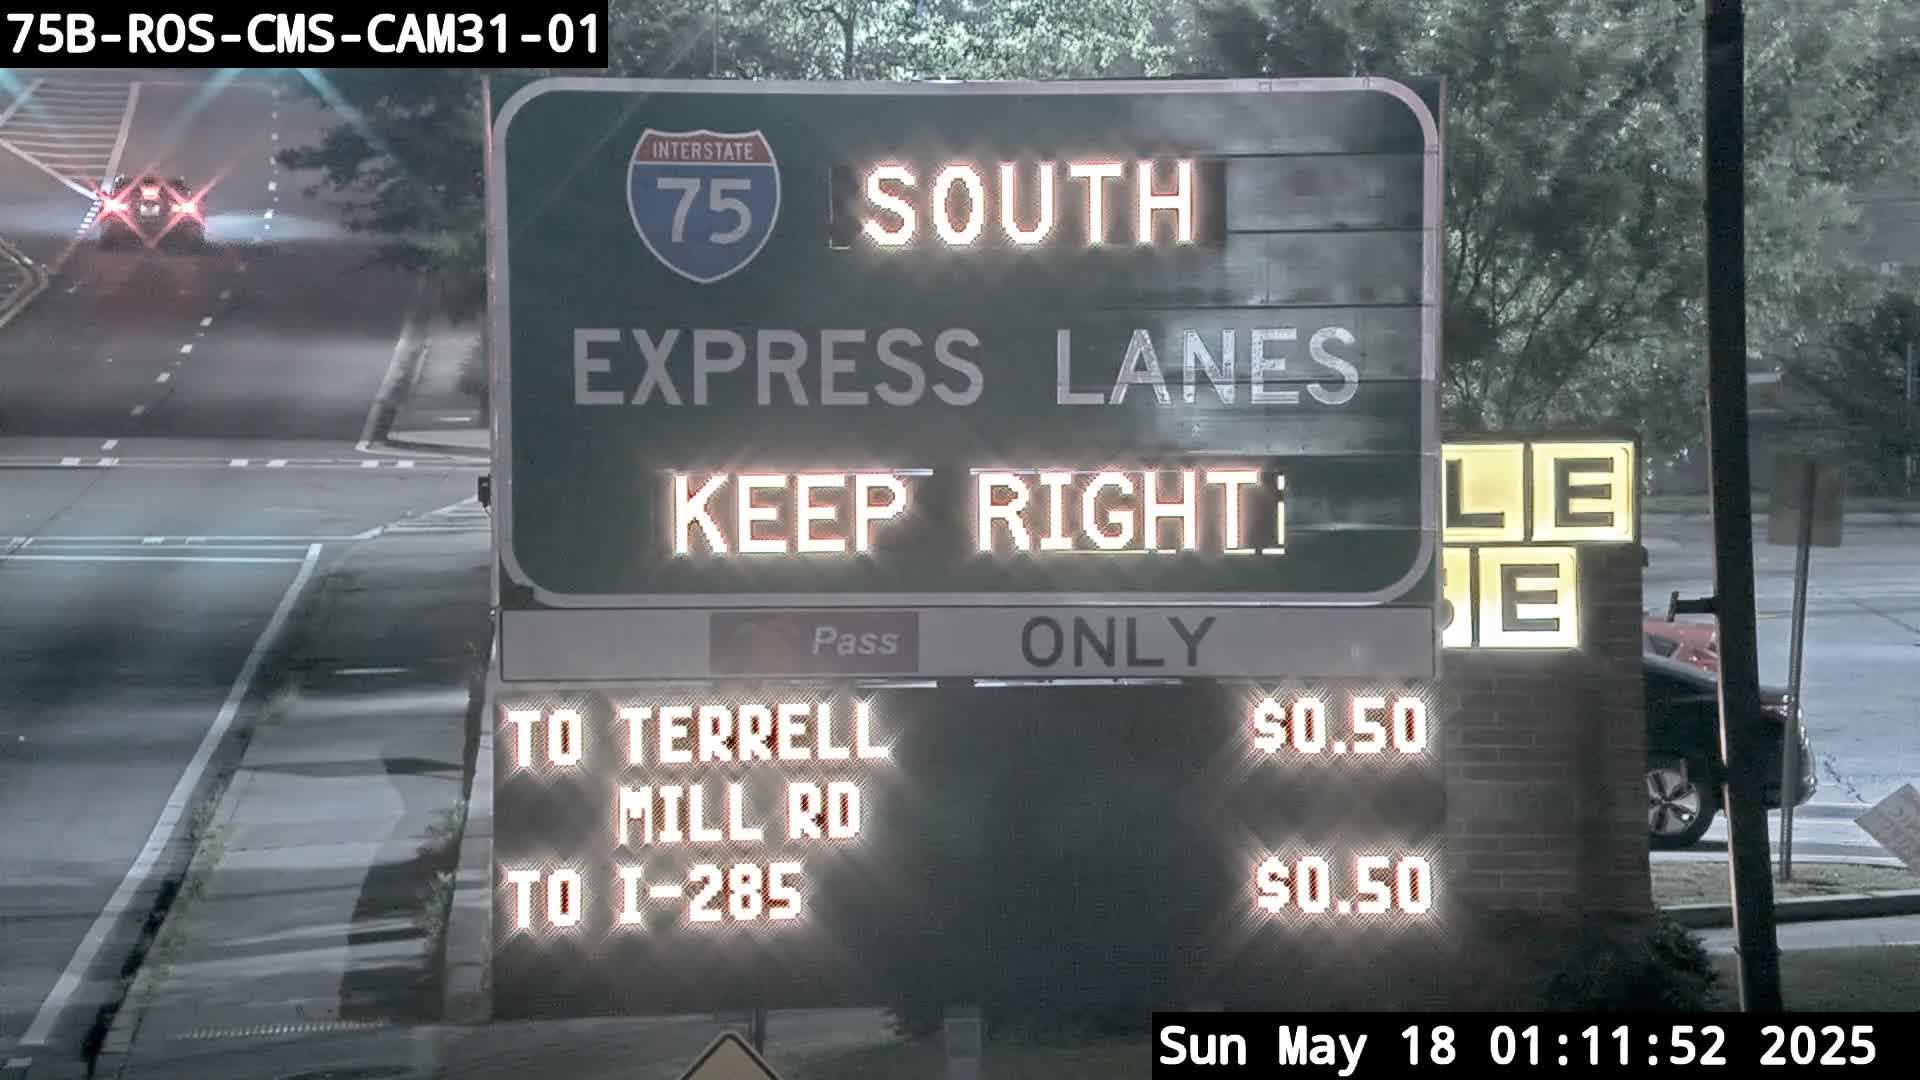 75B-ROS-CMS-CAM31-01
INTERSTATE
75
SOUTH
EXPRESS LANES
KEEP RIGHT
Pass ONLY
TO TERRELL $0.50
MILL RD
TO I-285 $0.50
LE
E
Sun May 18 01:11:52 2025